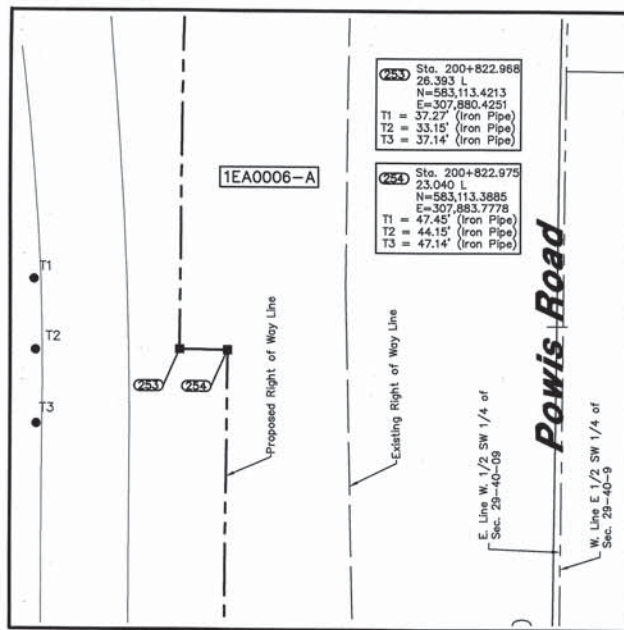 253 Sta. 200+822.968
26.393 L
N=583,113.4213
E=307,880.4251
T1 = 37.27' (Iron Pipe)
T2 = 33.15' (Iron Pipe)
T3 = 37.14' (Iron Pipe)
1EA0006-A
254 Sta. 200+822.975
23.040 L
N=583,113.3885
E=307,883.7778
T1 = 47.45' (Iron Pipe)
T2 = 44.15' (Iron Pipe)
T3 = 47.14' (Iron Pipe)
T1
T2
T3
253
254
Proposed Right of Way Line
Existing Right of Way Line
Powis Road
E. Line W. 1/2 SW 1/4 of
Sec. 29-40-09
W. Line E 1/2 SW 1/4 of
Sec. 29-40-9